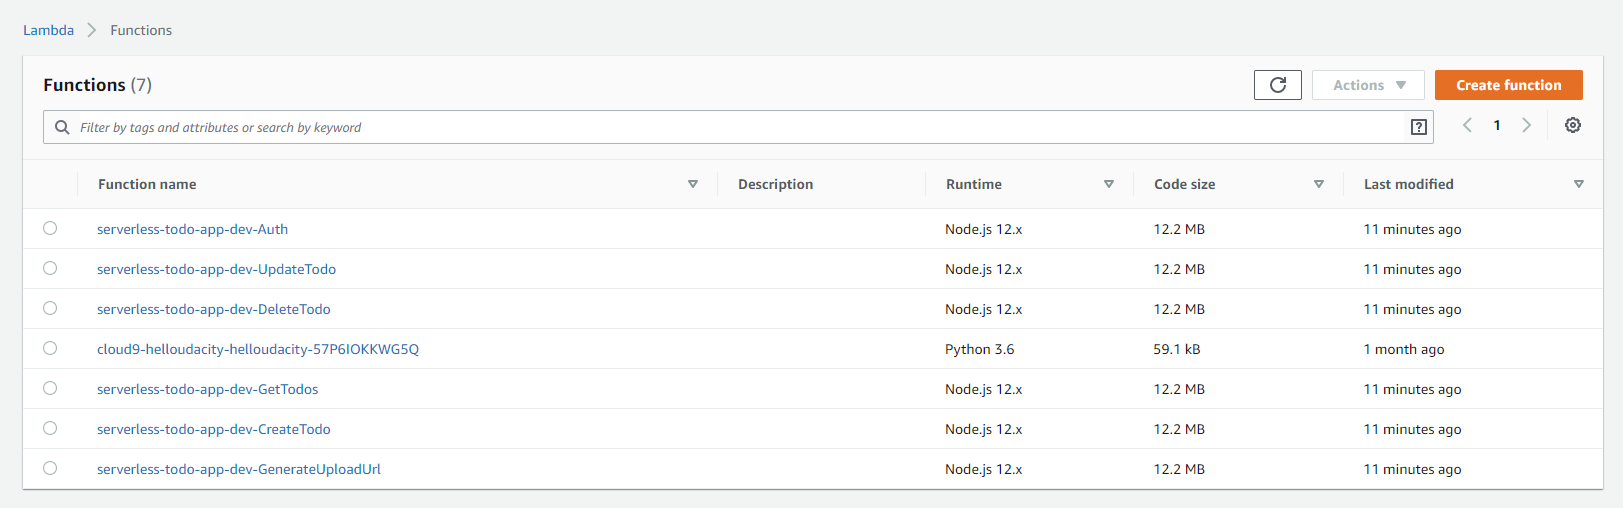 Lambda Functions
Functions (7) Actions Create function
Filter by tags and attributes or search by keyword ? 1
Function name Description Runtime Code size Last modified
serverless-todo-app-dev-Auth Node.js 12.x 12.2 MB 11 minutes ago
serverless-todo-app-dev-UpdateTodo Node.js 12.x 12.2 MB 11 minutes ago
serverless-todo-app-dev-DeleteTodo Node.js 12.x 12.2 MB 11 minutes ago
cloud9-helloudacity-helloudacity-57P6IOKKWG5Q Python 3.6 59.1 kB 1 month ago
serverless-todo-app-dev-GetTodos Node.js 12.x 12.2 MB 11 minutes ago
serverless-todo-app-dev-CreateTodo Node.js 12.x 12.2 MB 11 minutes ago
serverless-todo-app-dev-GenerateUploadUrl Node.js 12.x 12.2 MB 11 minutes ago